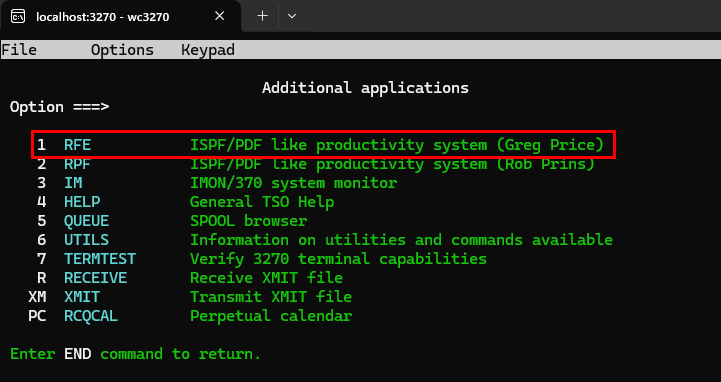 localhost:3270 - wc3270
File Options Keypad
Additional applications
Option ===>
1 RFE ISPF/PDF like productivity system (Greg Price)
2 RPF ISPF/PDF like productivity system (Rob Prins)
3 IM IMON/370 system monitor
4 HELP General TSO Help
5 QUEUE SPOOL browser
6 UTILS Information on utilities and commands available
7 TERMTEST Verify 3270 terminal capabilities
R RECEIVE Receive XMIT file
XM XMIT Transmit XMIT file
PC RCQCAL Perpetual calendar
Enter END command to return.